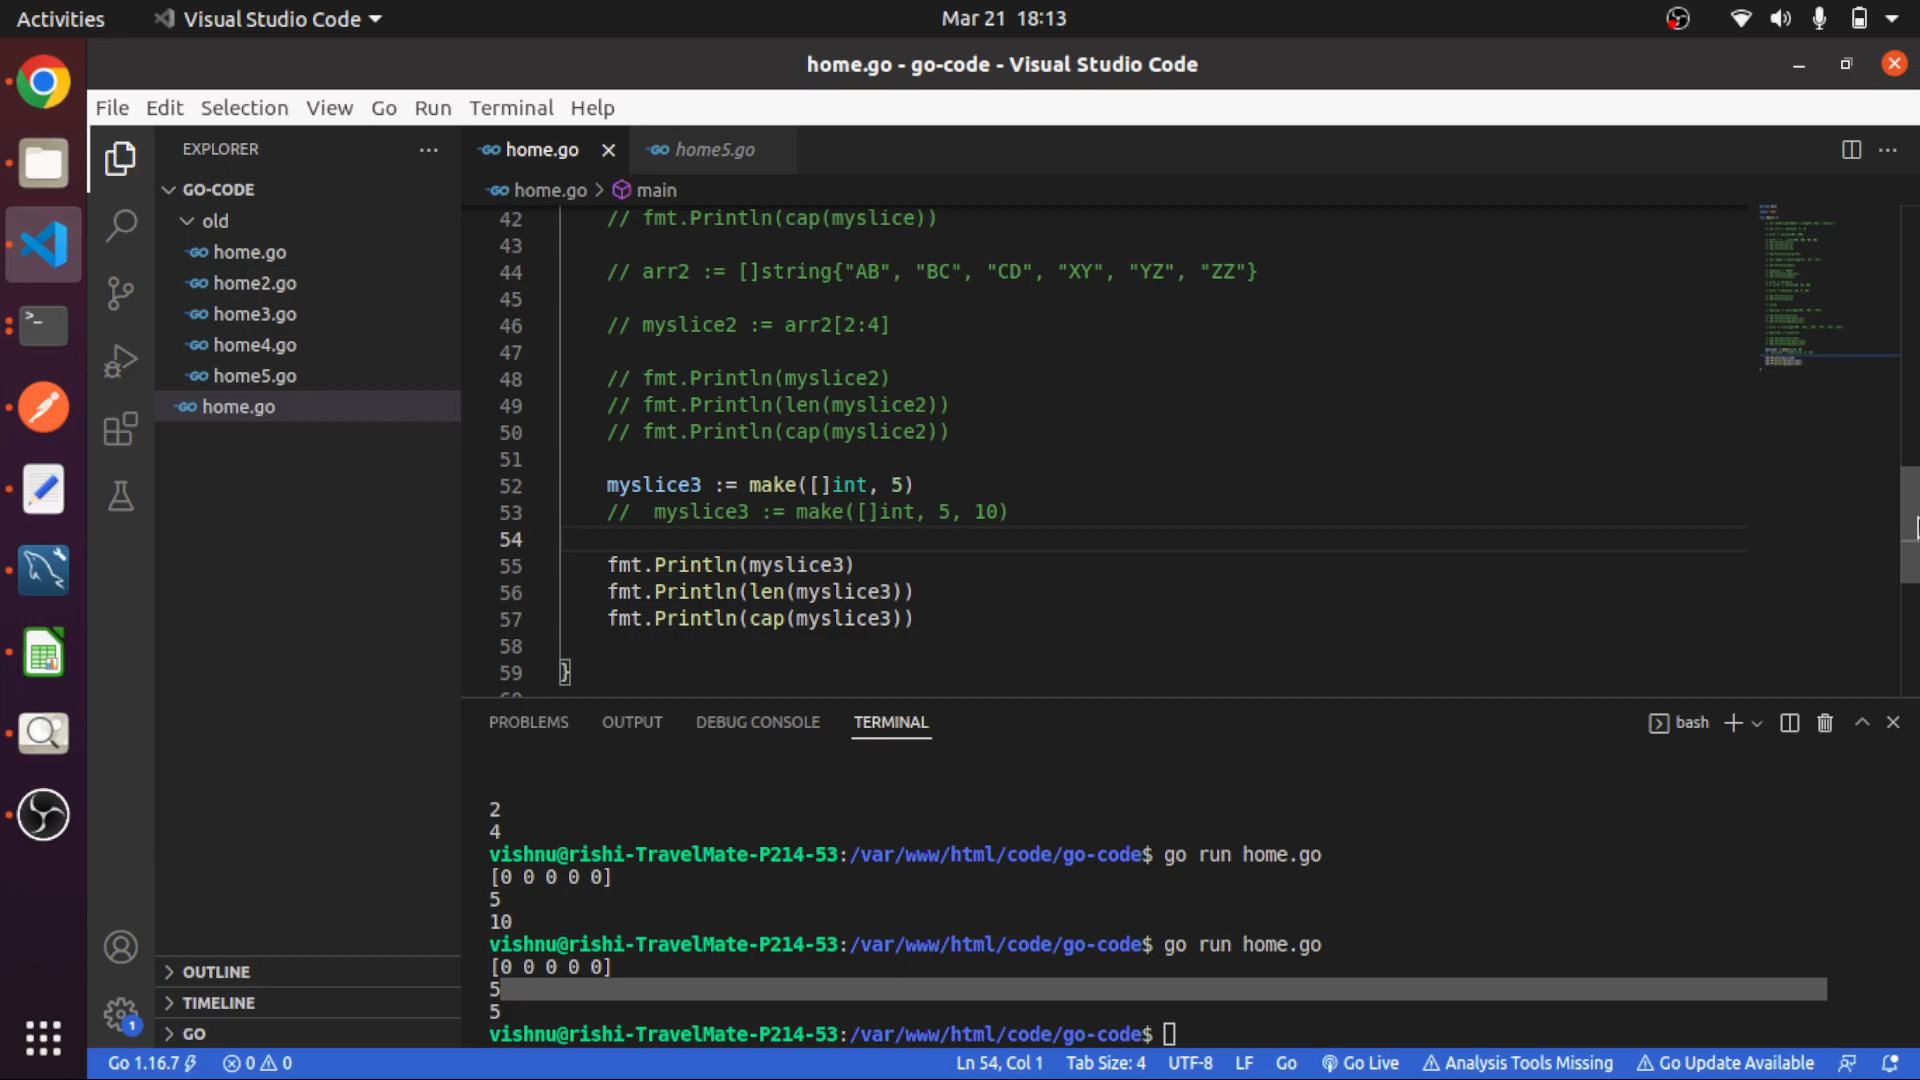 Activities
Visual Studio Code
Mar 21 18:13
home.go - go-code - Visual Studio Code
File Edit Selection View Go Run Terminal Help
EXPLORER
GO-CODE
old
home.go
home2.go
home3.go
home4.go
home5.go
home.go
OUTLINE
TIMELINE
GO
home.go
home5.go
home.go > main
42 // fmt.Println(cap(myslice))
43
44 // arr2 := []string{"AB", "BC", "CD", "XY", "YZ", "ZZ"}
45
46 // myslice2 := arr2[2:4]
47
48 // fmt.Println(myslice2)
49 // fmt.Println(len(myslice2))
50 // fmt.Println(cap(myslice2))
51
52 myslice3 := make([]int, 5)
53 //  myslice3 := make([]int, 5, 10)
54
55 fmt.Println(myslice3)
56 fmt.Println(len(myslice3))
57 fmt.Println(cap(myslice3))
58
59 }
PROBLEMS OUTPUT DEBUG CONSOLE TERMINAL
bash
2
4
vishnu@rishi-TravelMate-P214-53:/var/www/html/code/go-code$ go run home.go
[0 0 0 0 0]
5
10
vishnu@rishi-TravelMate-P214-53:/var/www/html/code/go-code$ go run home.go
[0 0 0 0 0]
5
5
vishnu@rishi-TravelMate-P214-53:/var/www/html/code/go-code$
1
Go 1.16.7 0 0 Ln 54, Col 1 Tab Size: 4 UTF-8 LF Go Go Live Analysis Tools Missing Go Update Available